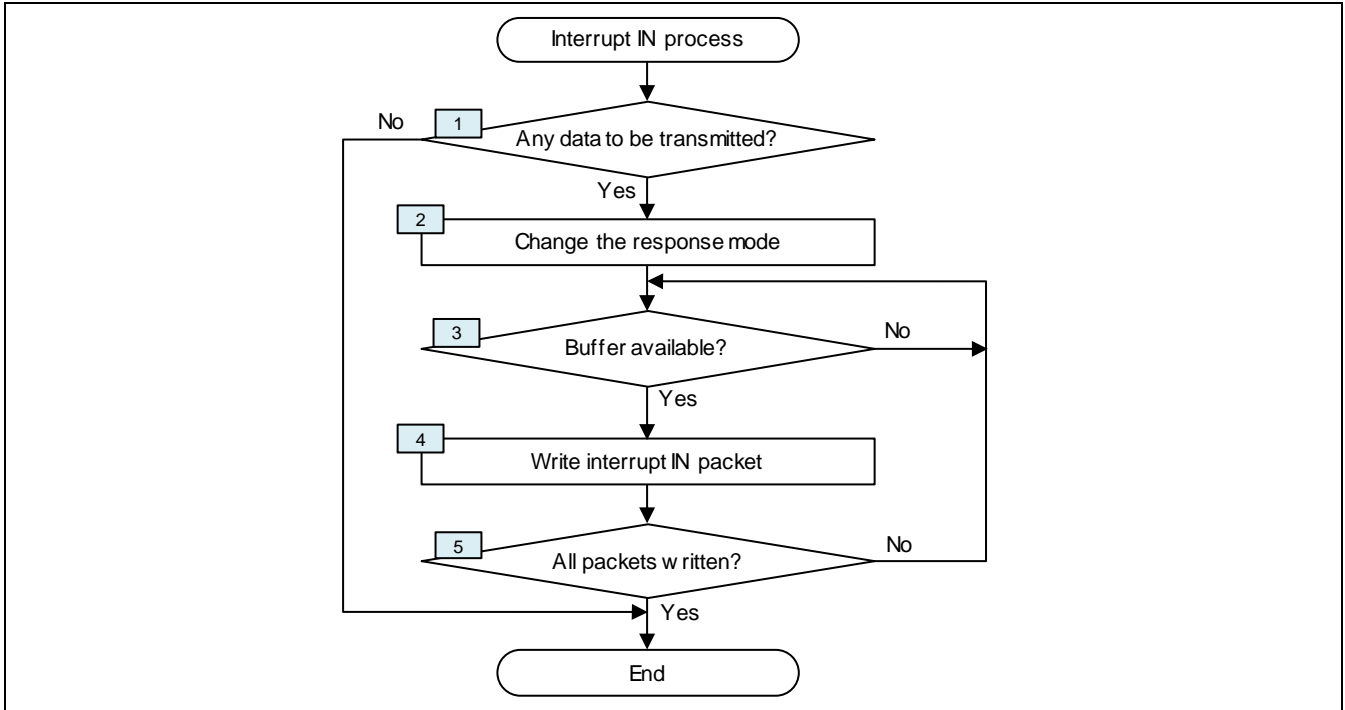 Interrupt IN process
No
1
Any data to be transmitted?
Yes
2
Change the response mode
3
Buffer available?
No
Yes
4
Write interrupt IN packet
5
All packets written?
No
Yes
End